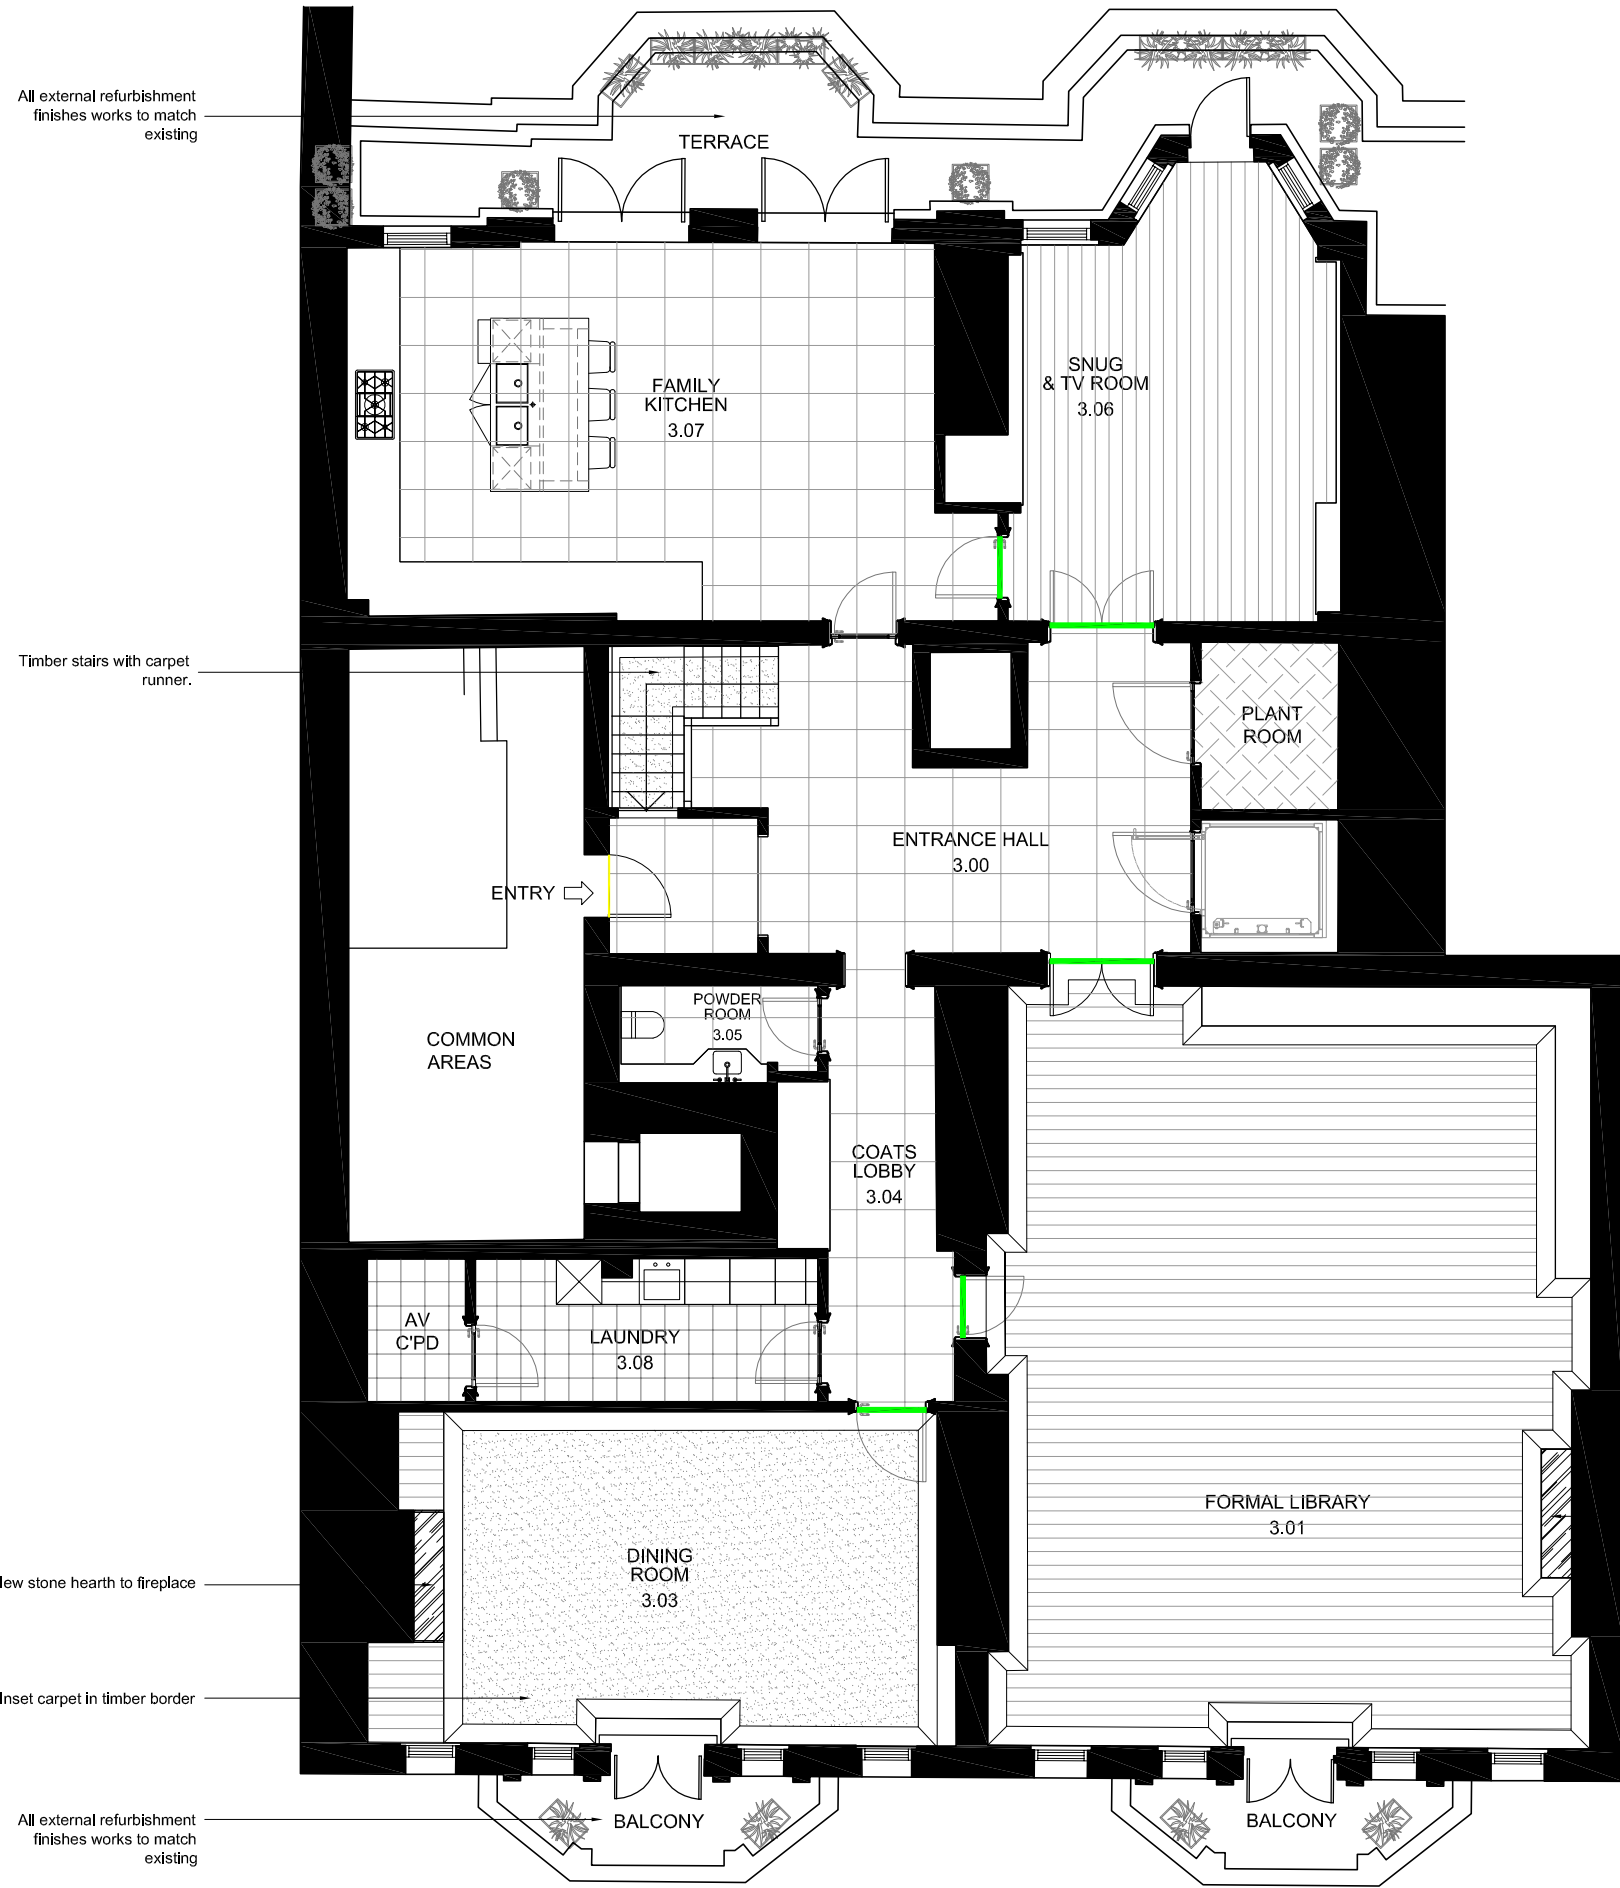 All external refurbishment
finishes works to match
existing
TERRACE
SNUG
& TV ROOM
3.06
FAMILY
KITCHEN
3.07
Timber stairs with carpet
runner.
PLANT
ROOM
ENTRANCE HALL
3.00
ENTRY
POWDER
ROOM
3.05
COMMON
AREAS
COATS
LOBBY
3.04
AV
C'PD
LAUNDRY
3.08
FORMAL LIBRARY
3.01
DINING
ROOM
3.03
ew stone hearth to fireplace
Inset carpet in timber border
All external refurbishment
finishes works to match
existing
BALCONY
BALCONY